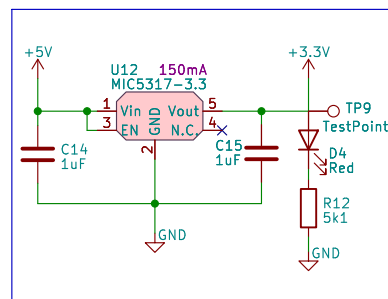 +5V
U12 150mA
MIC5317-3.3
+3.3V
1 Vin Vout 5
3 EN GND N.C. 4
2
TP9
TestPoint
C14
1uF
C15
1uF
D4
Red
R12
5k1
GND
GND